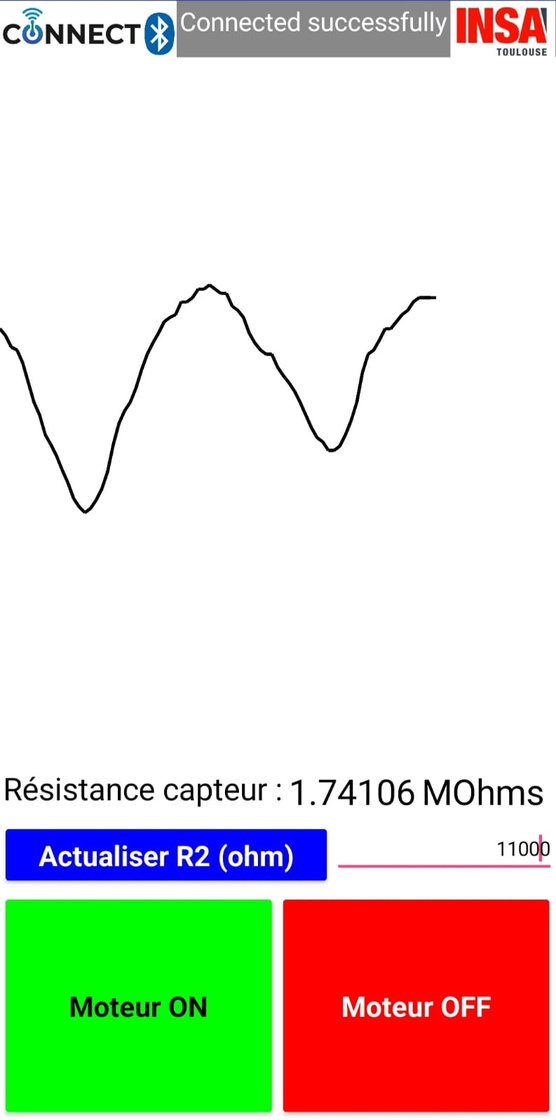 CONNECT
Connected successfully
INSA
TOULOUSE
Résistance capteur : 1.74106 MOhms
Actualiser R2 (ohm)
11000
Moteur ON
Moteur OFF